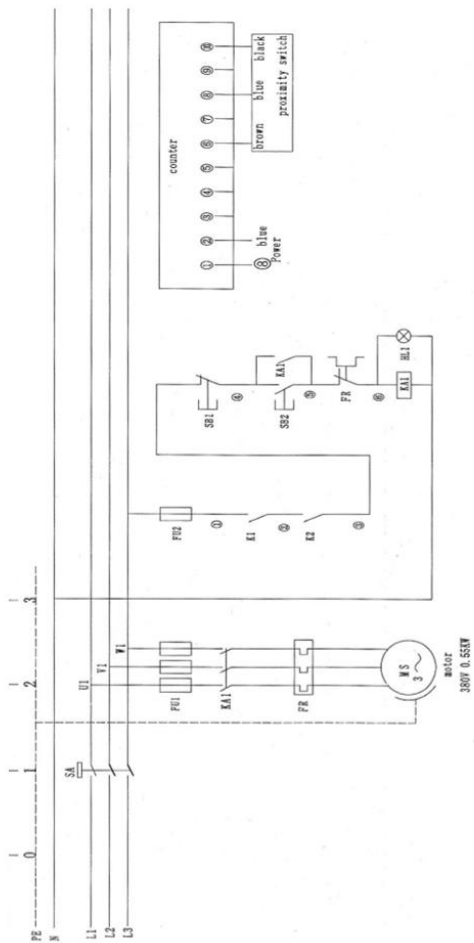 PE
N
L1
L2
L3
0
1
2
3
SA
U1
V1
W1
FU1
KA1
FR
MS
3 ~
motor
380V 0.55KW
FU2
①
K1
②
K2
③
SB1
④
SB2
KA1
⑤
FR
⑥
KA1
HL1
counter
① ② ③ ④ ⑤ ⑥ ⑦ ⑧ ⑨ ⑩
⑧ blue
Power
brown blue black
proximity switch